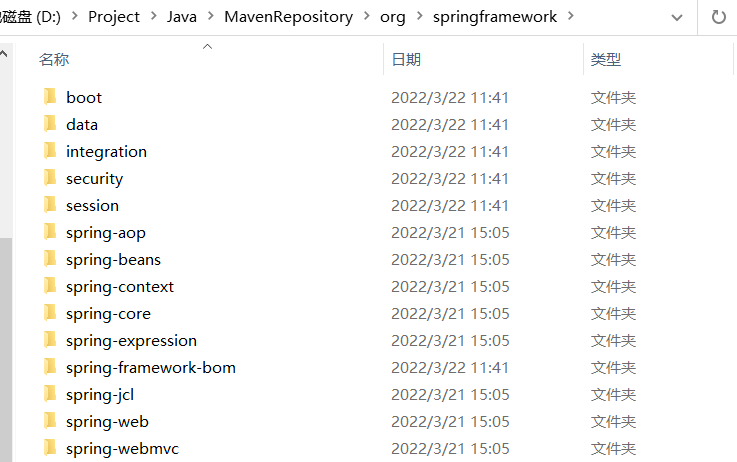 磁盘 (D:) > Project > Java > MavenRepository > org > springframework >
名称 日期 类型
boot 2022/3/22 11:41 文件夹
data 2022/3/22 11:41 文件夹
integration 2022/3/22 11:41 文件夹
security 2022/3/22 11:41 文件夹
session 2022/3/22 11:41 文件夹
spring-aop 2022/3/21 15:05 文件夹
spring-beans 2022/3/21 15:05 文件夹
spring-context 2022/3/21 15:05 文件夹
spring-core 2022/3/21 15:05 文件夹
spring-expression 2022/3/21 15:05 文件夹
spring-framework-bom 2022/3/22 11:41 文件夹
spring-jcl 2022/3/21 15:05 文件夹
spring-web 2022/3/21 15:05 文件夹
spring-webmvc 2022/3/21 15:05 文件夹